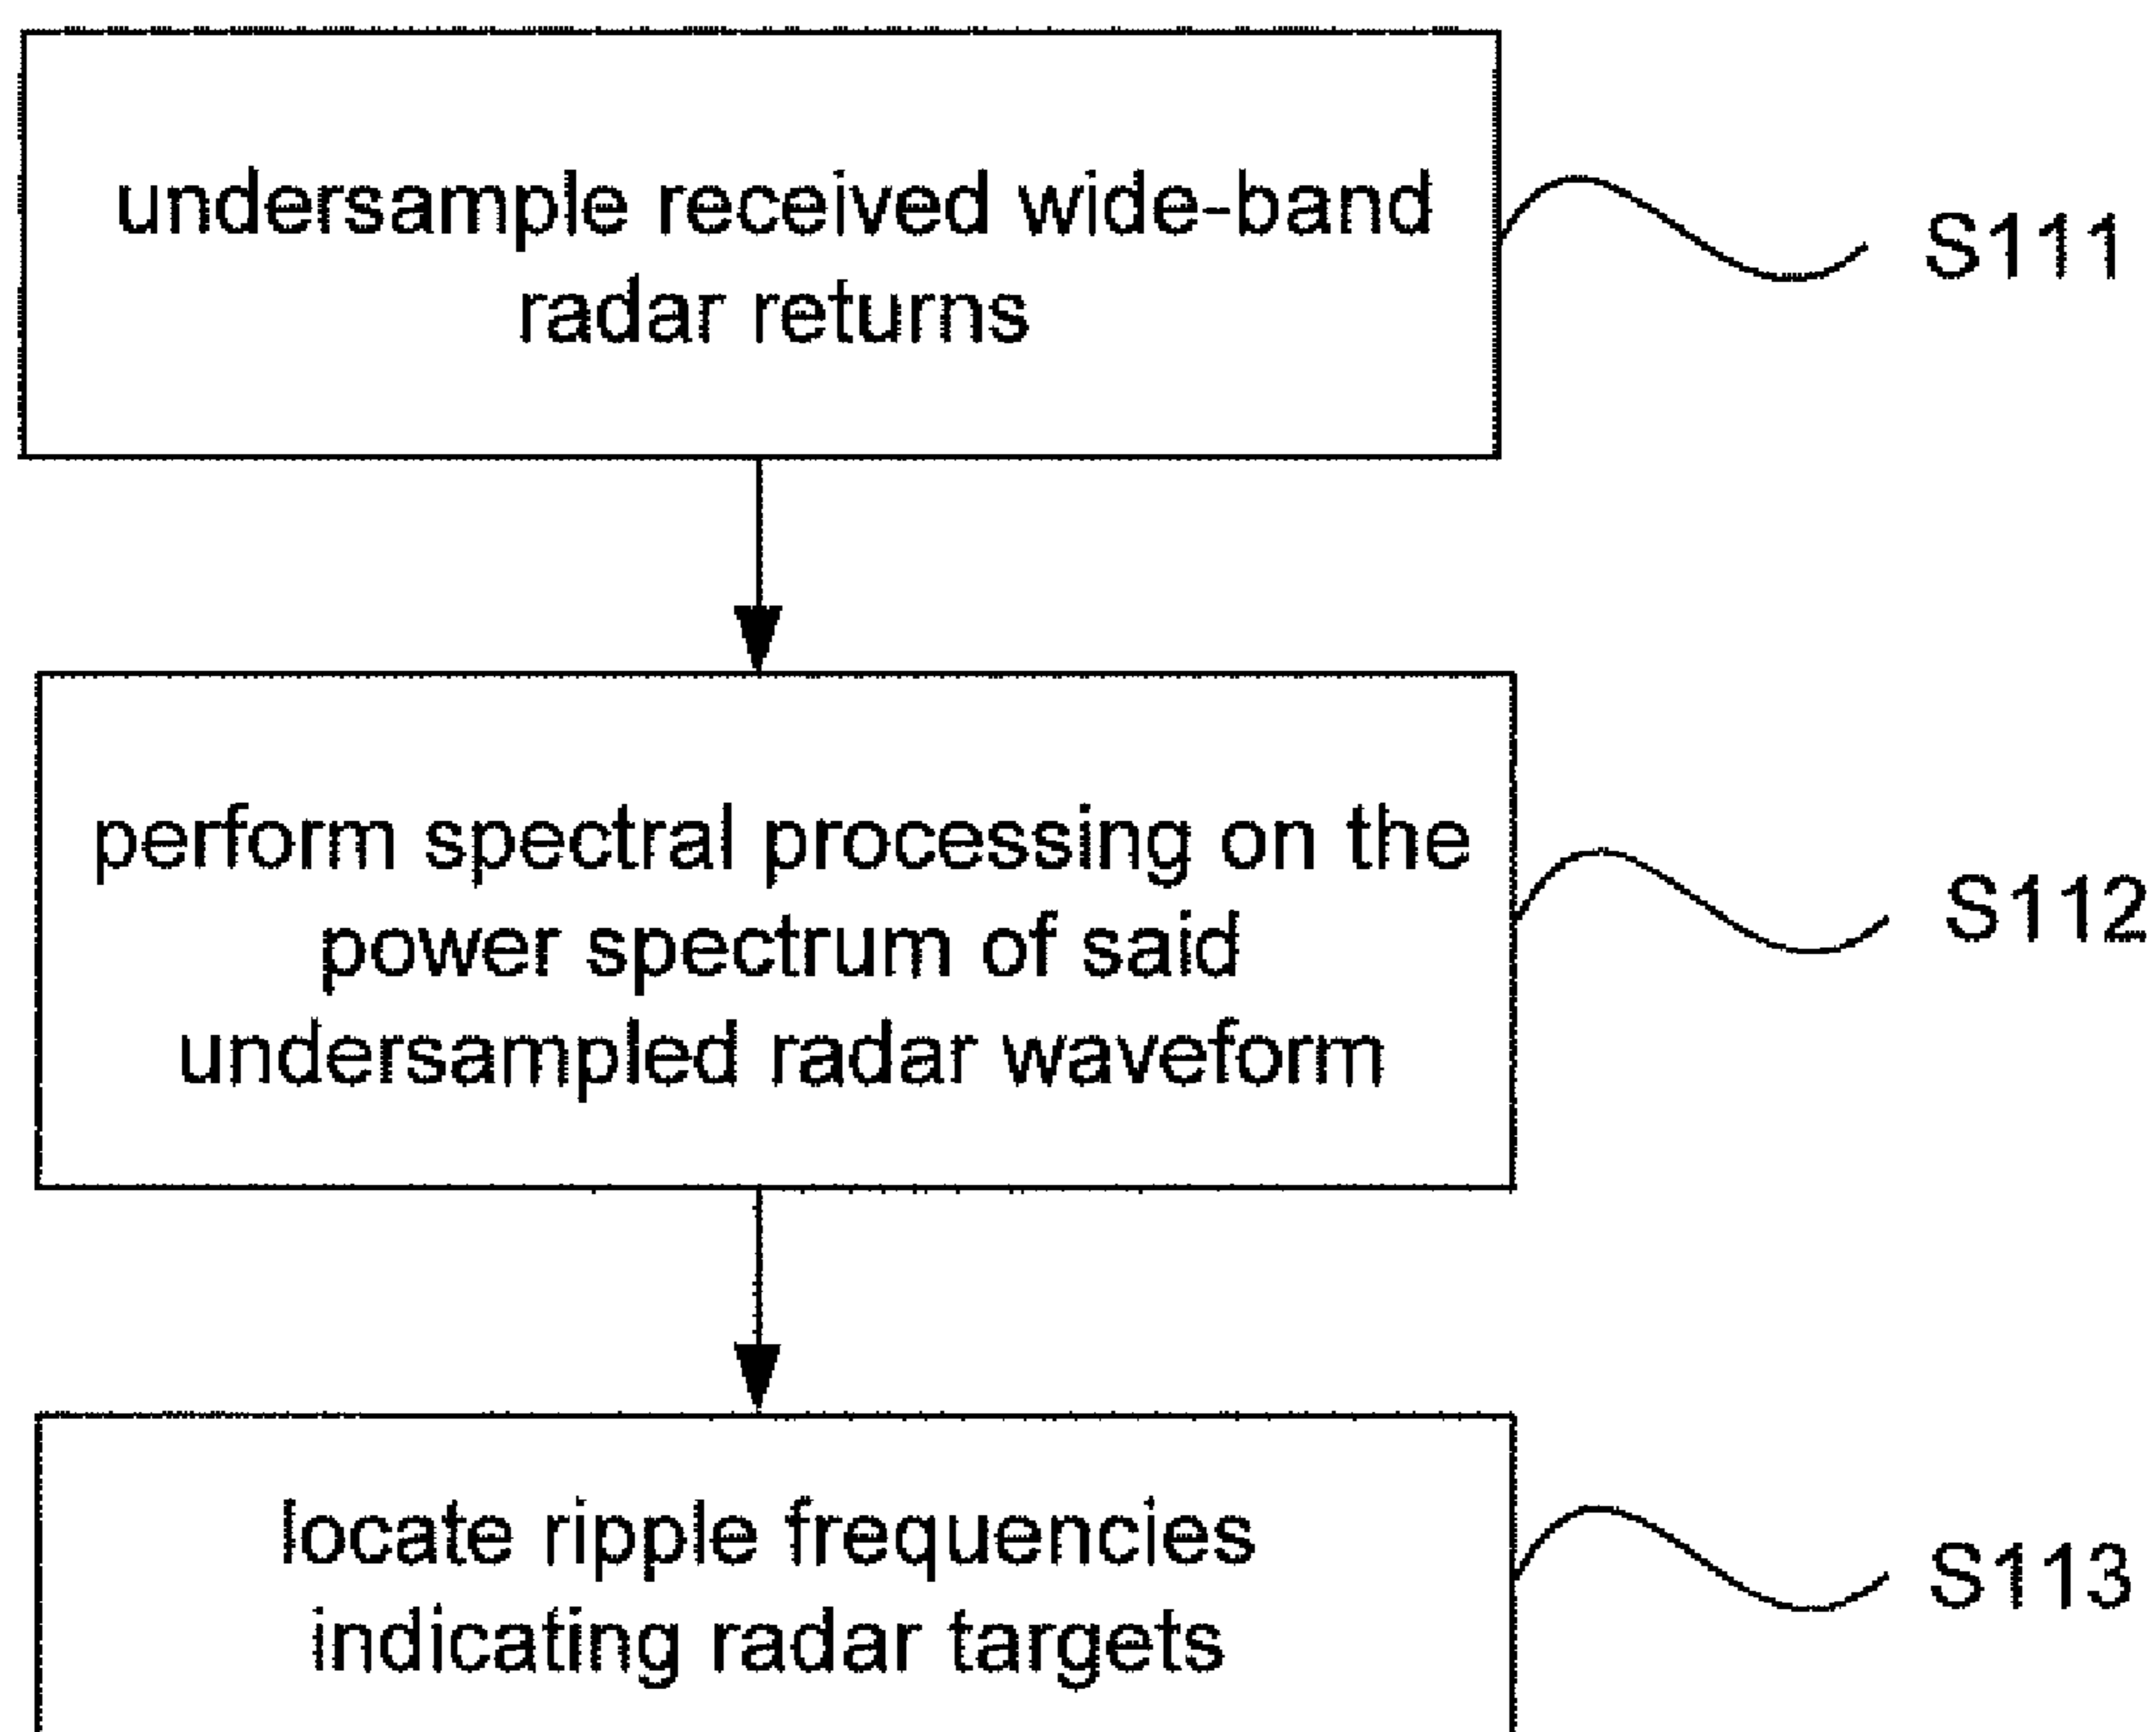 undersample received wide-band
radar returns
S111
perform spectral processing on the
power spectrum of said
undersampled radar waveform
S112
locate ripple frequencies
indicating radar targets
S113